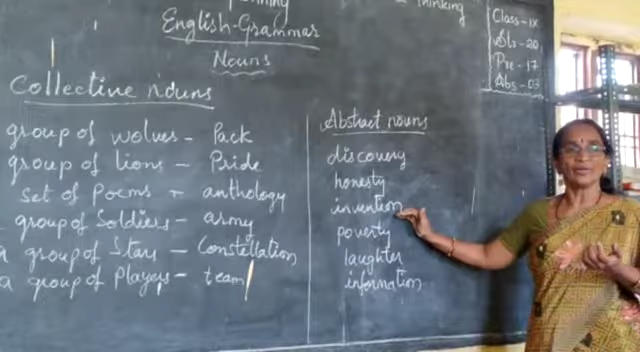 Thinking
English-Grammar
Nouns
Class-IX
Str-20
Pre-17
Abs-03
Collective nouns
group of wolves - Pack
group of lions - Pride
set of Poems - anthology
group of Soldiers - army
a group of Stars - Constellation
a group of Players - team
Abstract nouns
discovery
honesty
invention
poverty
laughter
information